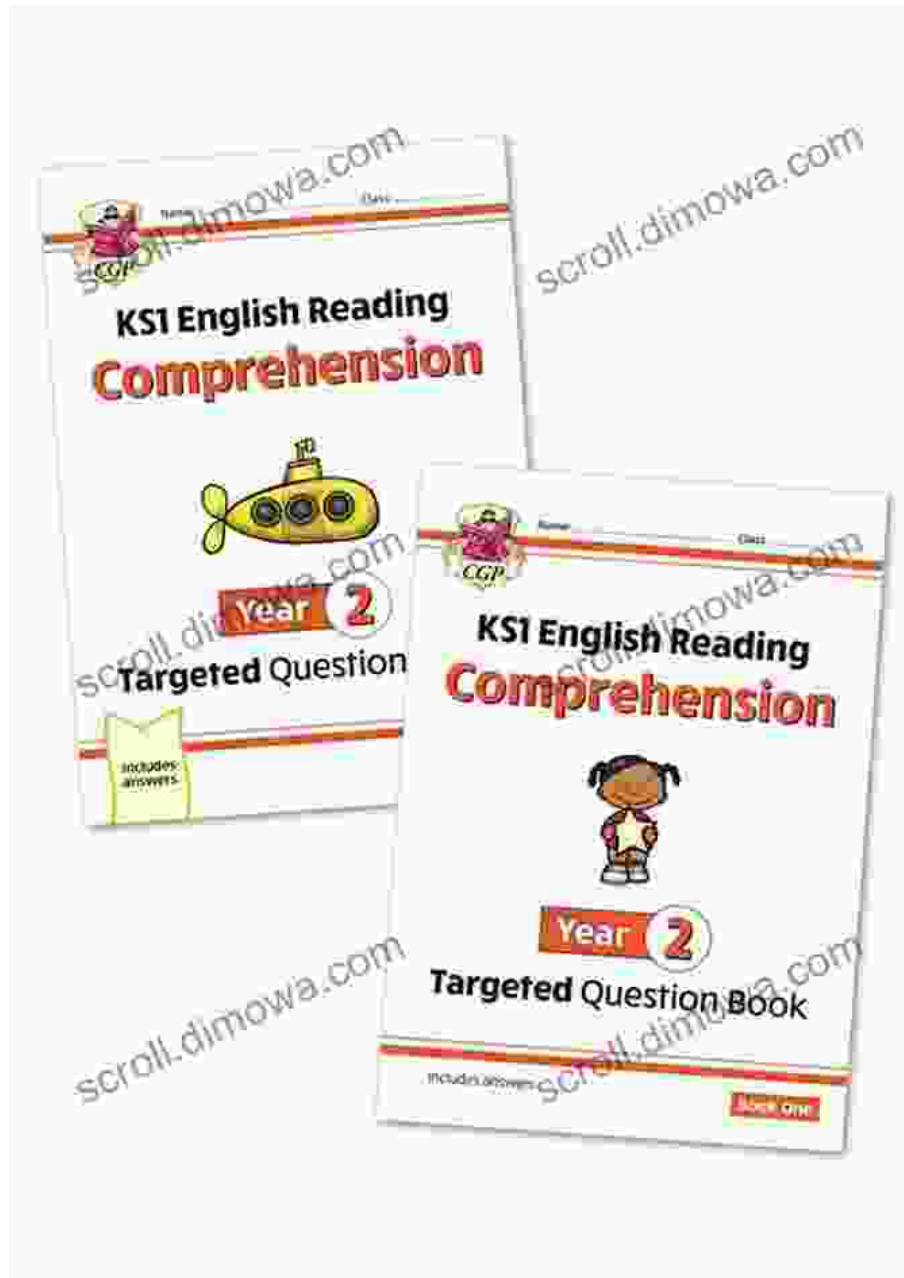 scroll.dimowa.com
scroll.dimowa.com
Name Class
CGP
KS1 English Reading
Comprehension
Year 2
Targeted Question
includes
answers
scroll.dimowa.com
Name Class
CGP
KS1 English Reading
Comprehension
scroll.dimowa.com
Year 2
Targeted Question Book
includes answers
Book One
scroll.dimowa.com
scroll.dimowa.com